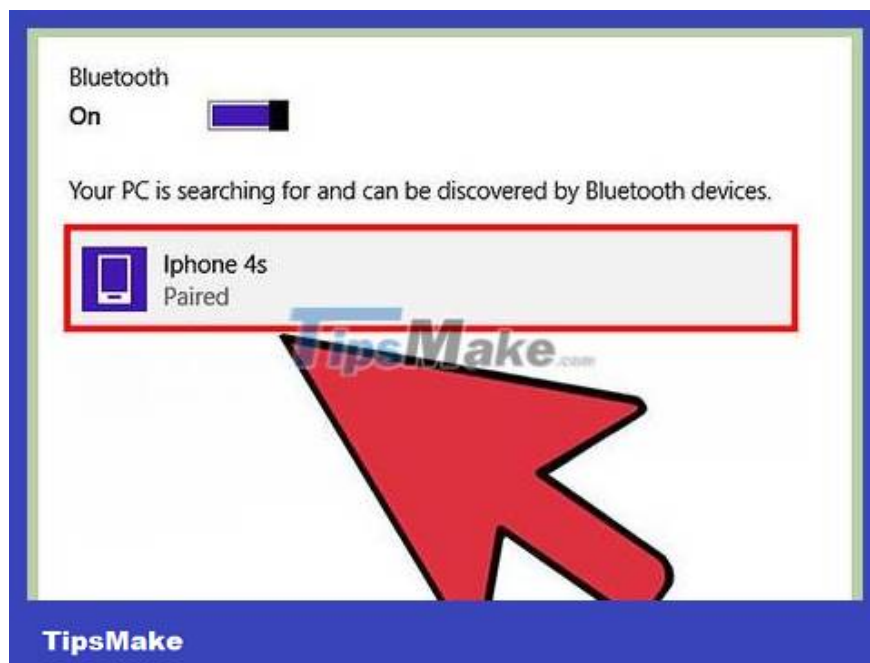 Bluetooth
On
Your PC is searching for and can be discovered by Bluetooth devices.
Iphone 4s
Paired
TipsMake.com
TipsMake